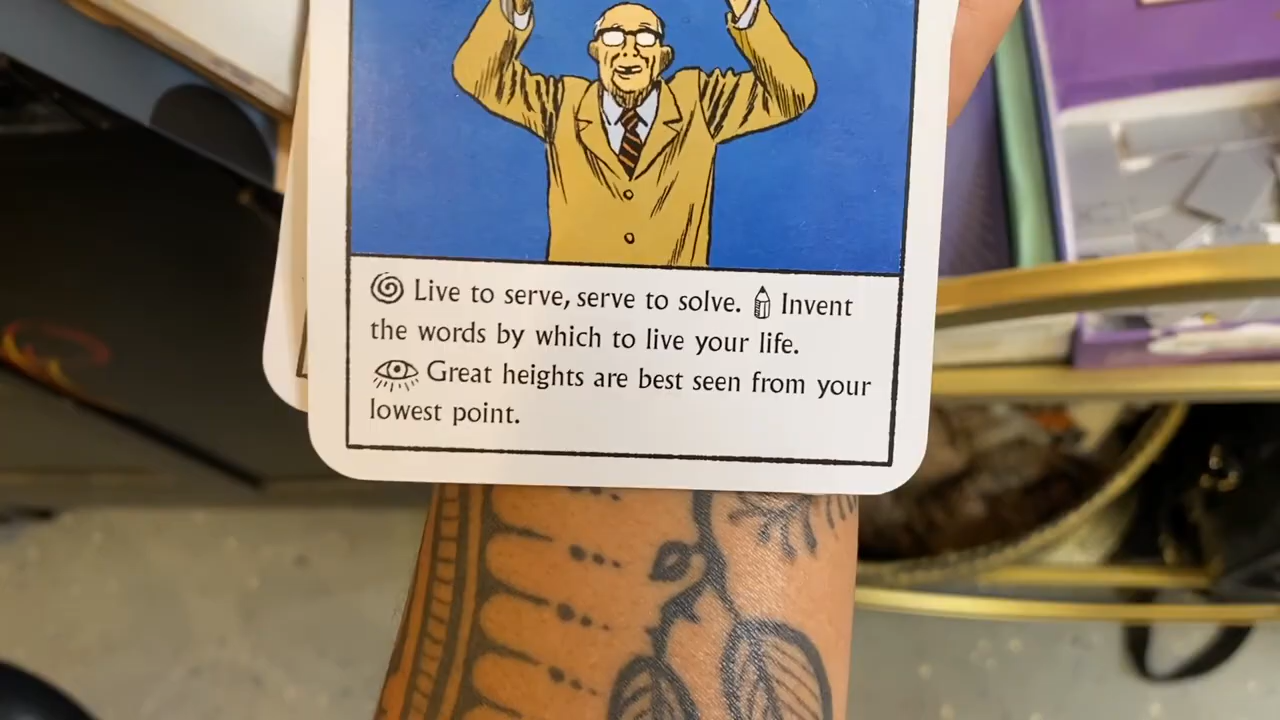 Live to serve, serve to solve. Invent
the words by which to live your life.
Great heights are best seen from your
lowest point.